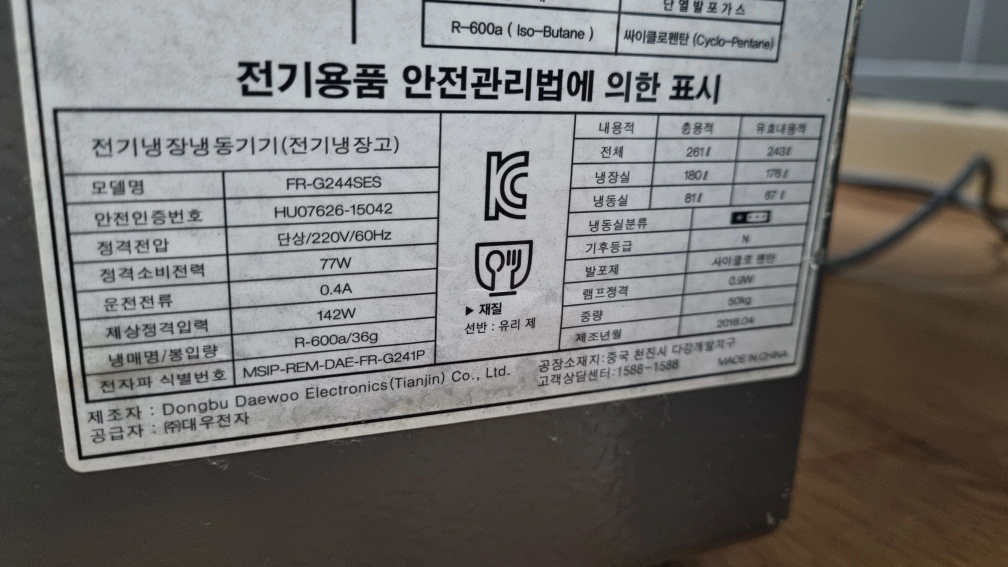 단열발포가스
R-600a ( Iso-Butane ) 싸이클로펜탄 (Cyclo-Pentane)
전기용품 안전관리법에 의한 표시
전기냉장냉동기기(전기냉장고)
모델명 FR-G244SES
안전인증번호 HU07626-15042
정격전압 단상/220V/60Hz
정격소비전력 77W
운전전류 0.4A
제상정격입력 142W
냉매명/봉입량 R-600a/36g
전자파 식별번호 MSIP-REM-DAE-FR-G241P
▶ 재질
선반 : 유리 제
내용적 총용적 유효내용적
전체 261ℓ 243ℓ
냉장실 180ℓ 176ℓ
냉동실 81ℓ 67ℓ
냉동실분류
기후등급 N
발포제 싸이클로 펜탄
램프정격 0.9W
중량 50kg
제조년월 2018.04
제조자 : Dongbu Daewoo Electronics(Tianjin) Co., Ltd.
공급자 : ㈜대우전자
공장소재지:중국 천진시 다강개발지구
고객상담센터:1588-1588 MADE IN CHINA